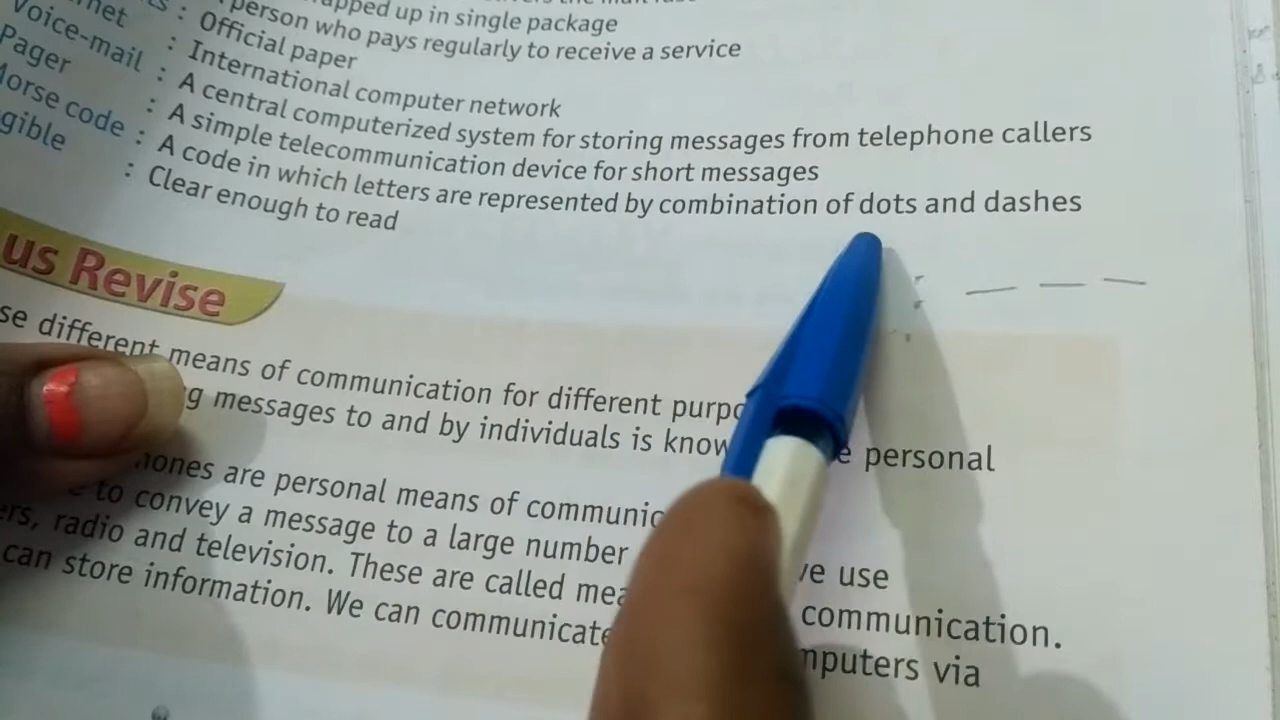 apped up in single package
person who pays regularly to receive a service
: Official paper
: International computer network
Voice-mail : A central computerized system for storing messages from telephone callers
Pager : A simple telecommunication device for short messages
Morse code : A code in which letters are represented by combination of dots and dashes
gible : Clear enough to read
us Revise
se different means of communication for different purpo
g messages to and by individuals is know e personal
hones are personal means of communic
to convey a message to a large number ve use
ers, radio and television. These are called mea communication.
can store information. We can communicate mputers via